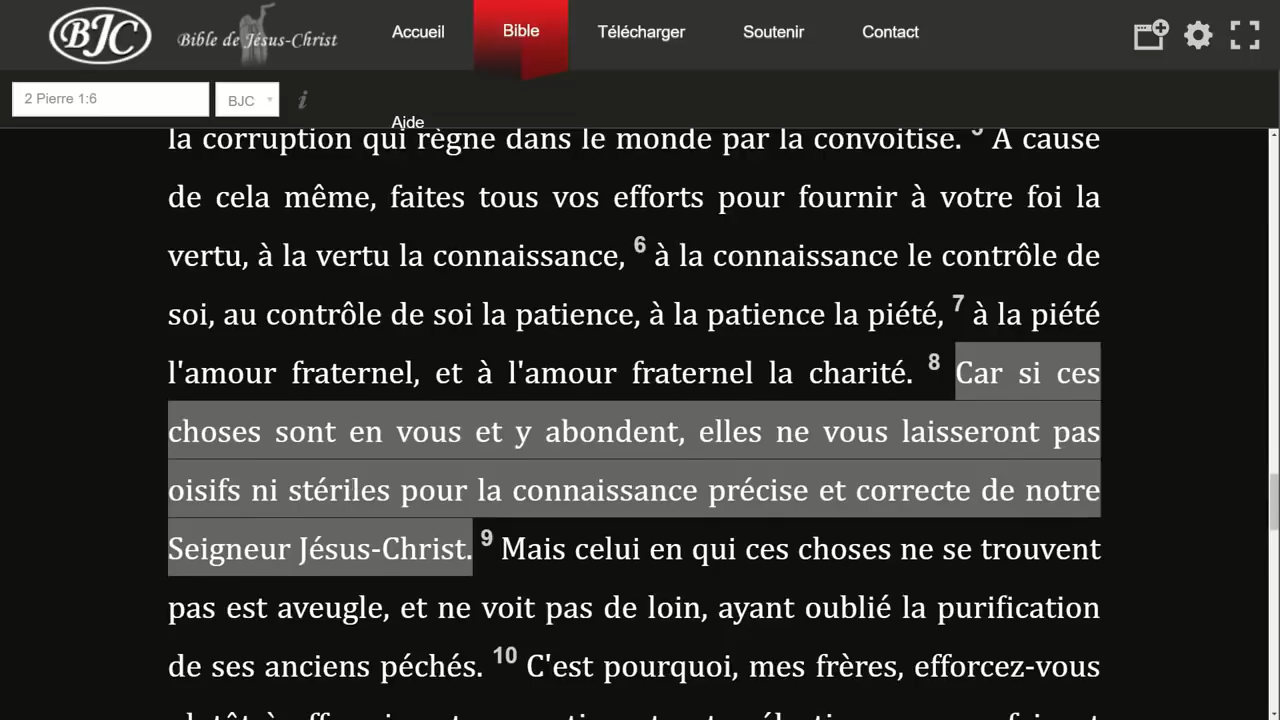 BJC Bible de Jésus-Christ Accueil Bible Télécharger Soutenir Contact
2 Pierre 1:6 BJC i
Aide
la corruption qui règne dans le monde par la convoitise. 5 À cause
de cela même, faites tous vos efforts pour fournir à votre foi la
vertu, à la vertu la connaissance, 6 à la connaissance le contrôle de
soi, au contrôle de soi la patience, à la patience la piété, 7 à la piété
l'amour fraternel, et à l'amour fraternel la charité. 8 Car si ces
choses sont en vous et y abondent, elles ne vous laisseront pas
oisifs ni stériles pour la connaissance précise et correcte de notre
Seigneur Jésus-Christ. 9 Mais celui en qui ces choses ne se trouvent
pas est aveugle, et ne voit pas de loin, ayant oublié la purification
de ses anciens péchés. 10 C'est pourquoi, mes frères, efforcez-vous